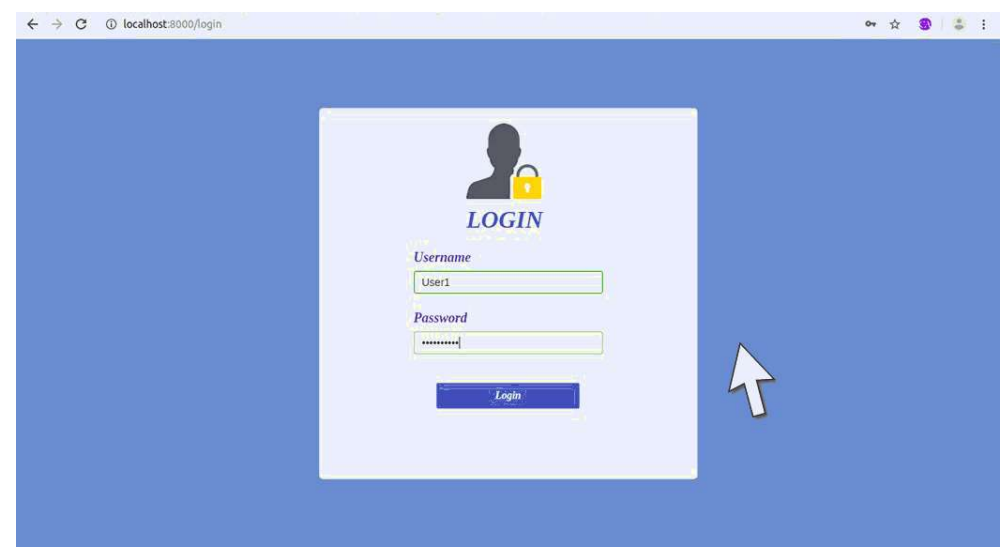 localhost:8000/login
LOGIN
Username
User1
Password
••••••••••
Login